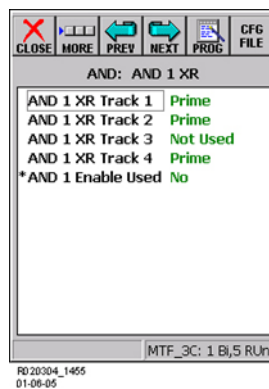 CLOSE MORE PREV NEXT PROG CFG FILE
AND: AND 1 XR
AND 1 XR Track 1 Prime
AND 1 XR Track 2 Prime
AND 1 XR Track 3 Not Used
AND 1 XR Track 4 Prime
*AND 1 Enable Used No
MTF_3C: 1 Bi,5 RUn
R020304_1455
01-06-05